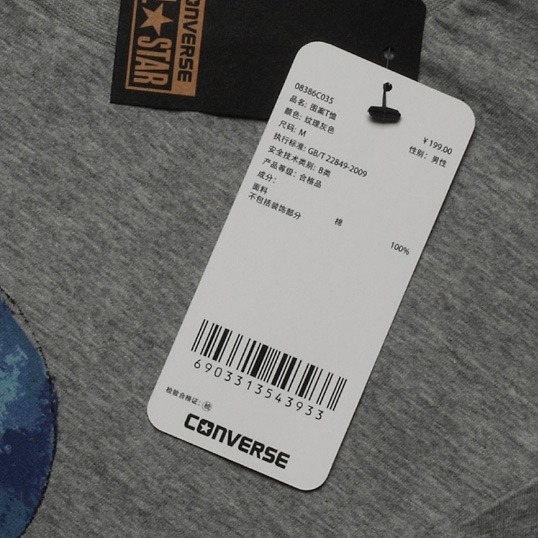 CONVERSE
STAR
08386C035
品名: 图案T恤
¥ 199.00
颜色: 纹理灰色
性别: 男性
尺码: M
执行标准: GB/T 22849-2009
安全技术类别: B类
产品等级: 合格品
成分:
面料 棉 100%
不包括装饰部分
6903313543933
检验合格证: 检
CONVERSE